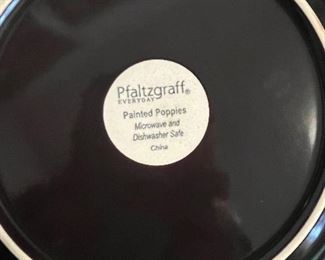 Pfaltzgraff®
EVERYDAY
Painted Poppies
Microwave and
Dishwasher Safe
China